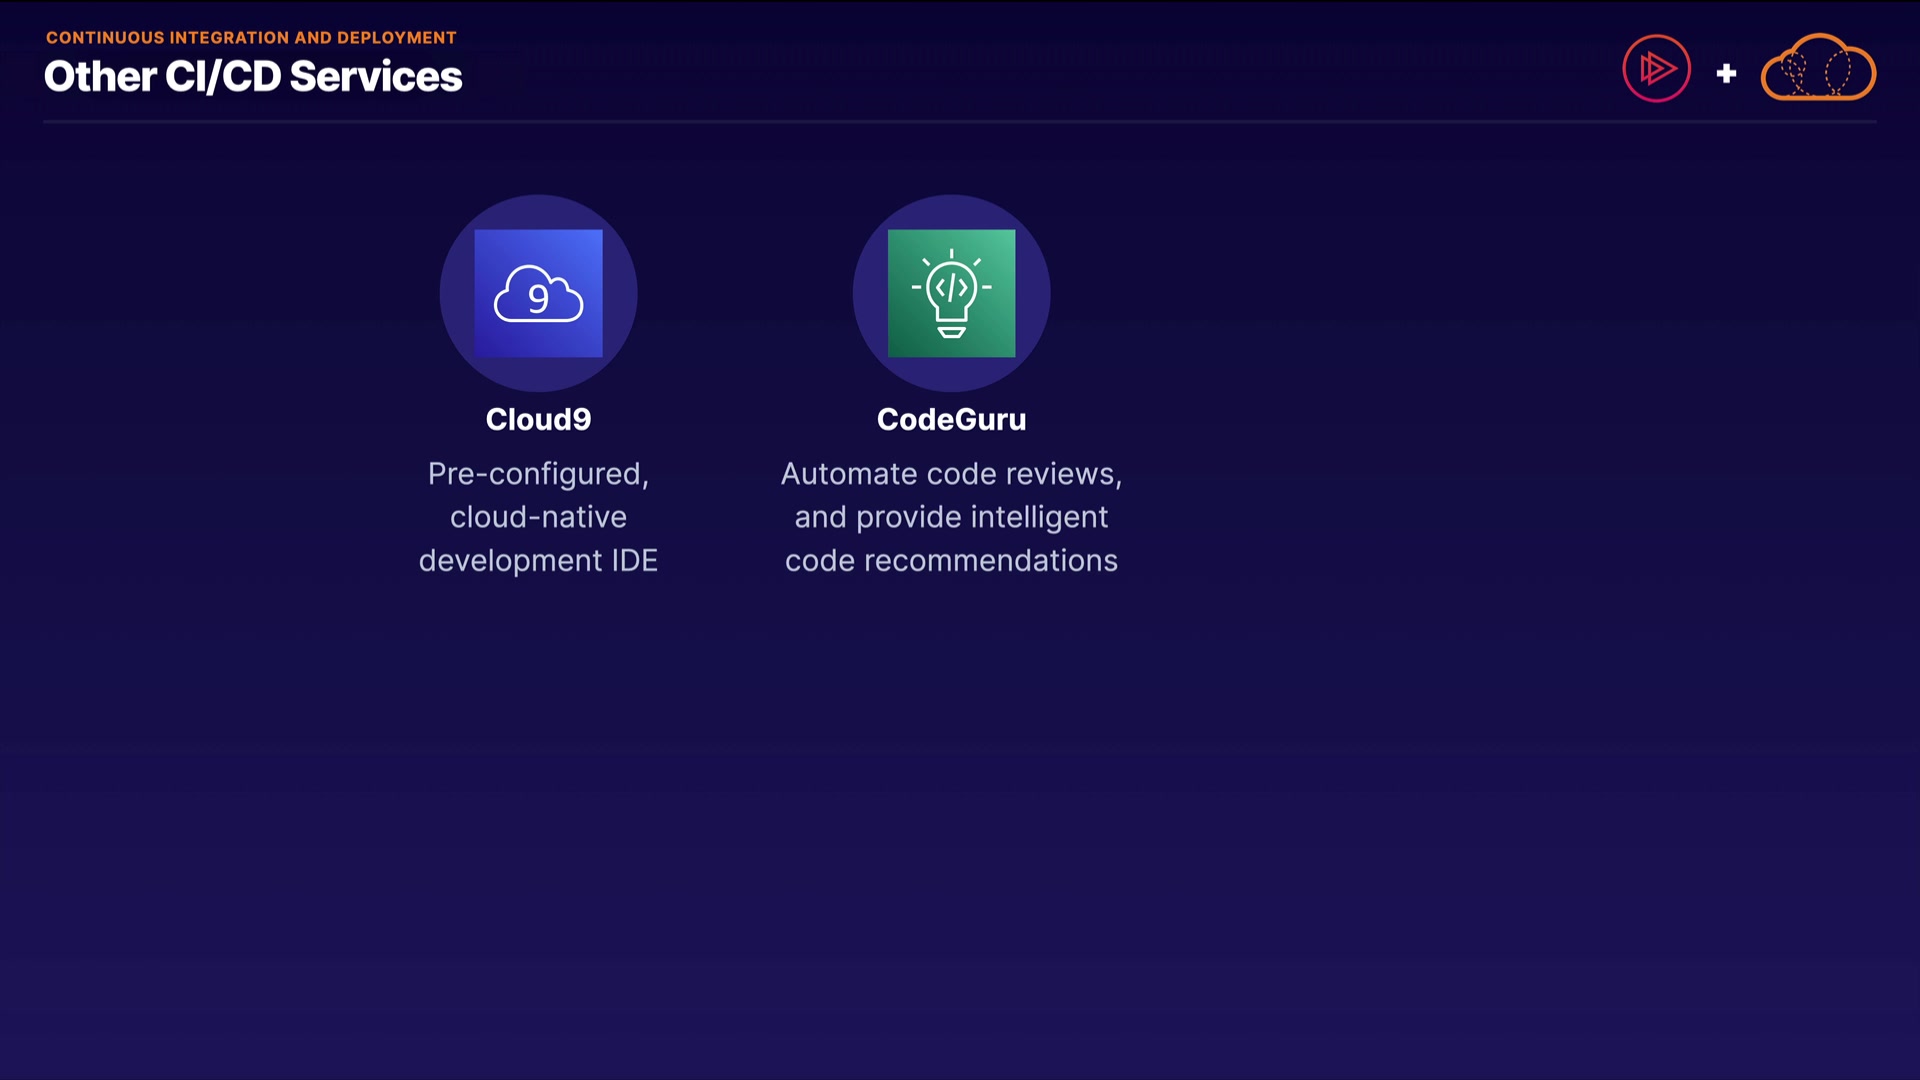 CONTINUOUS INTEGRATION AND DEPLOYMENT
Other CI/CD Services
9
Cloud9
Pre-configured,
cloud-native
development IDE
</>
CodeGuru
Automate code reviews,
and provide intelligent
code recommendations